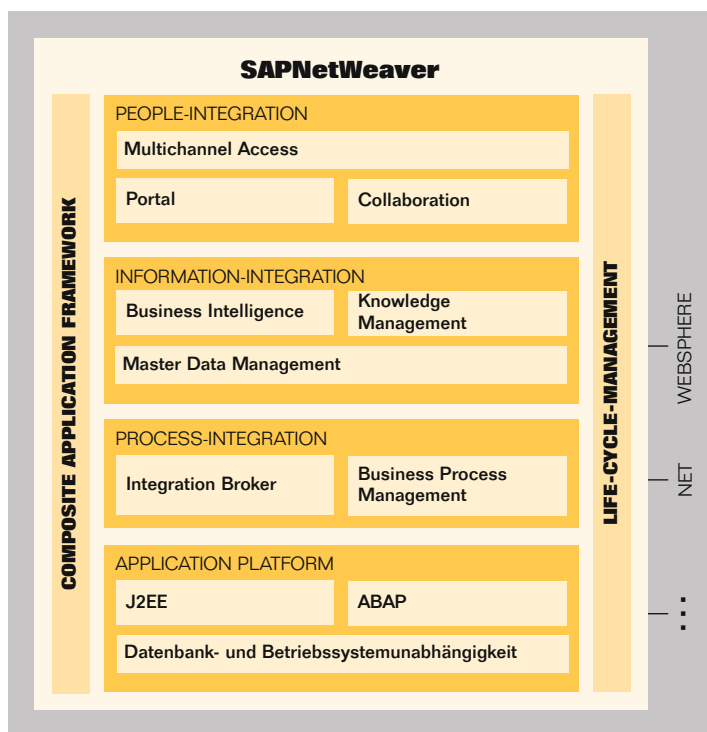 SAPNetWeaver
COMPOSITE APPLICATION FRAMEWORK
PEOPLE-INTEGRATION
Multichannel Access
Portal
Collaboration
INFORMATION-INTEGRATION
Business Intelligence
Knowledge
Management
Master Data Management
PROCESS-INTEGRATION
Integration Broker
Business Process
Management
APPLICATION PLATFORM
J2EE
ABAP
Datenbank- und Betriebssystemunabhängigkeit
LIFE-CYCLE-MANAGEMENT
WEBSPHERE
NET
...